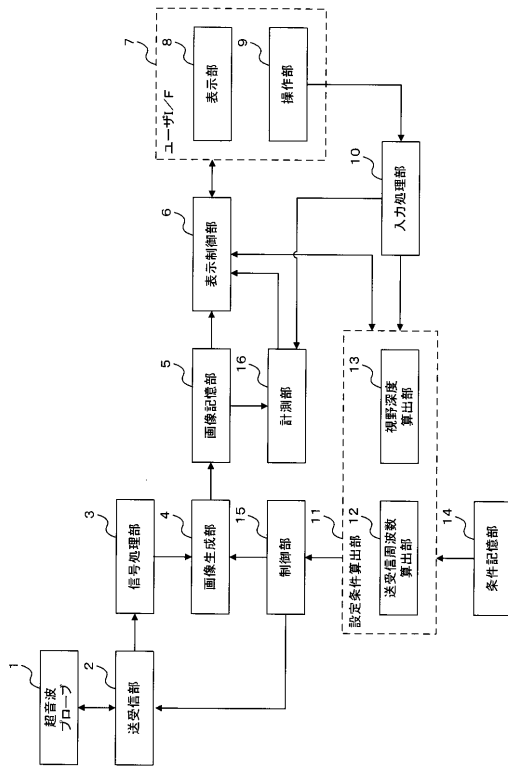 1
超音波
プローブ
2
送受信部
3
信号処理部
4
画像生成部
15
制御部
11
設定条件算出部
12
送受信周波数
算出部
13
視野深度
算出部
14
条件記憶部
5
画像記憶部
16
計測部
6
表示制御部
7
ユーザI/F
8
表示部
9
操作部
10
入力処理部